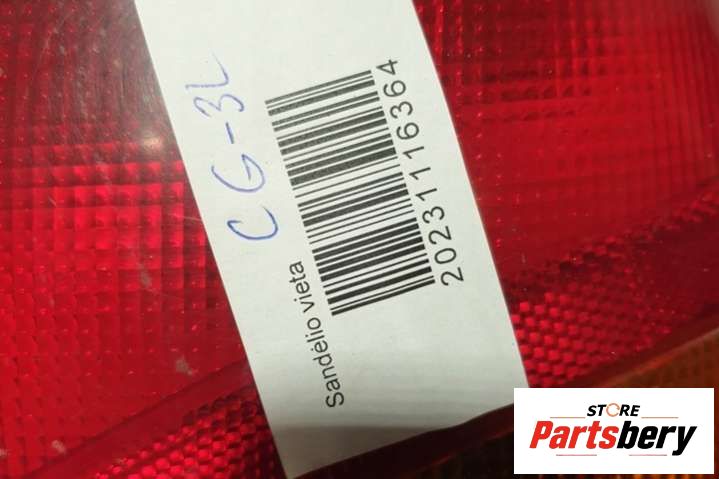 CG-3L
20231116364
Sandėlio vieta
STORE
Partsbery